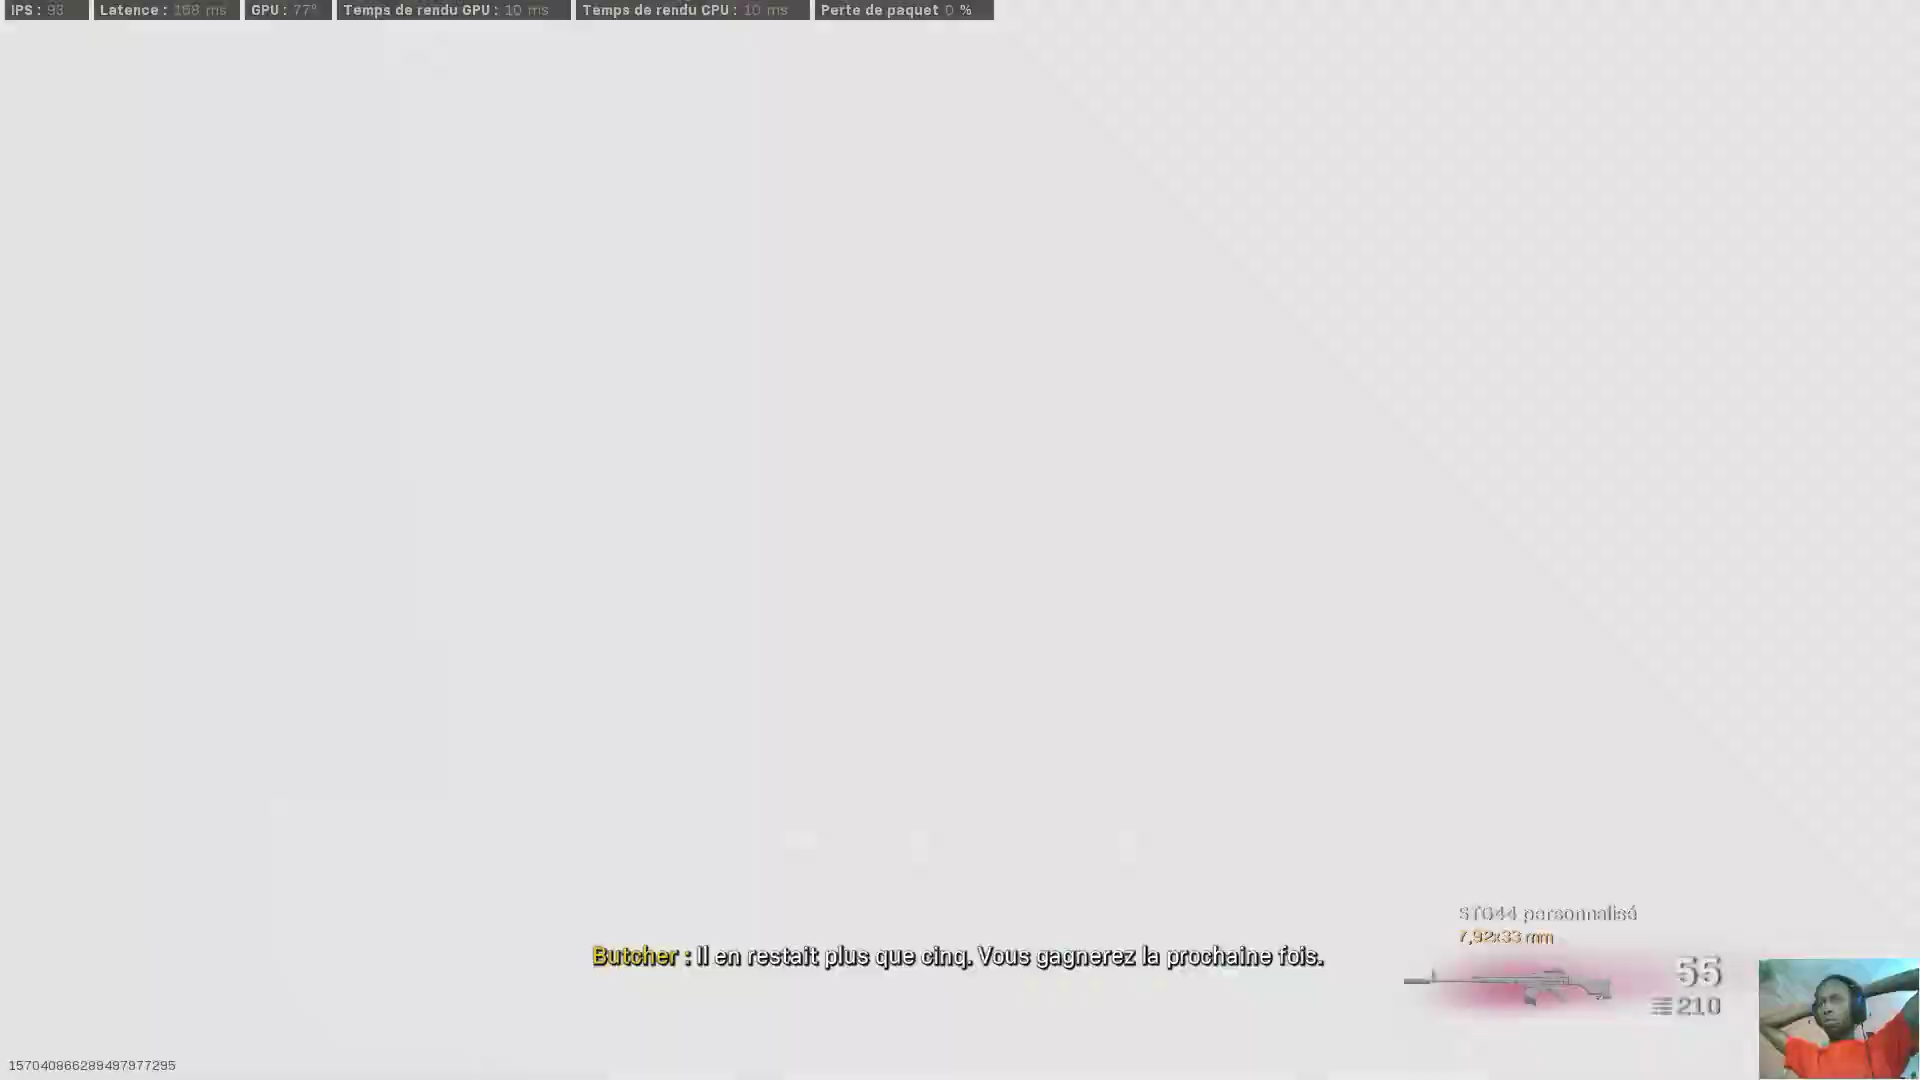 IPS : 93 Latence : 168 ms GPU : 77° Temps de rendu GPU : 10 ms Temps de rendu CPU : 10 ms Perte de paquet 0 %
STG44 personnalisé
7,92x33 mm
Butcher : Il en restait plus que cinq. Vous gagnerez la prochaine fois.
55
210
157040866289497977295